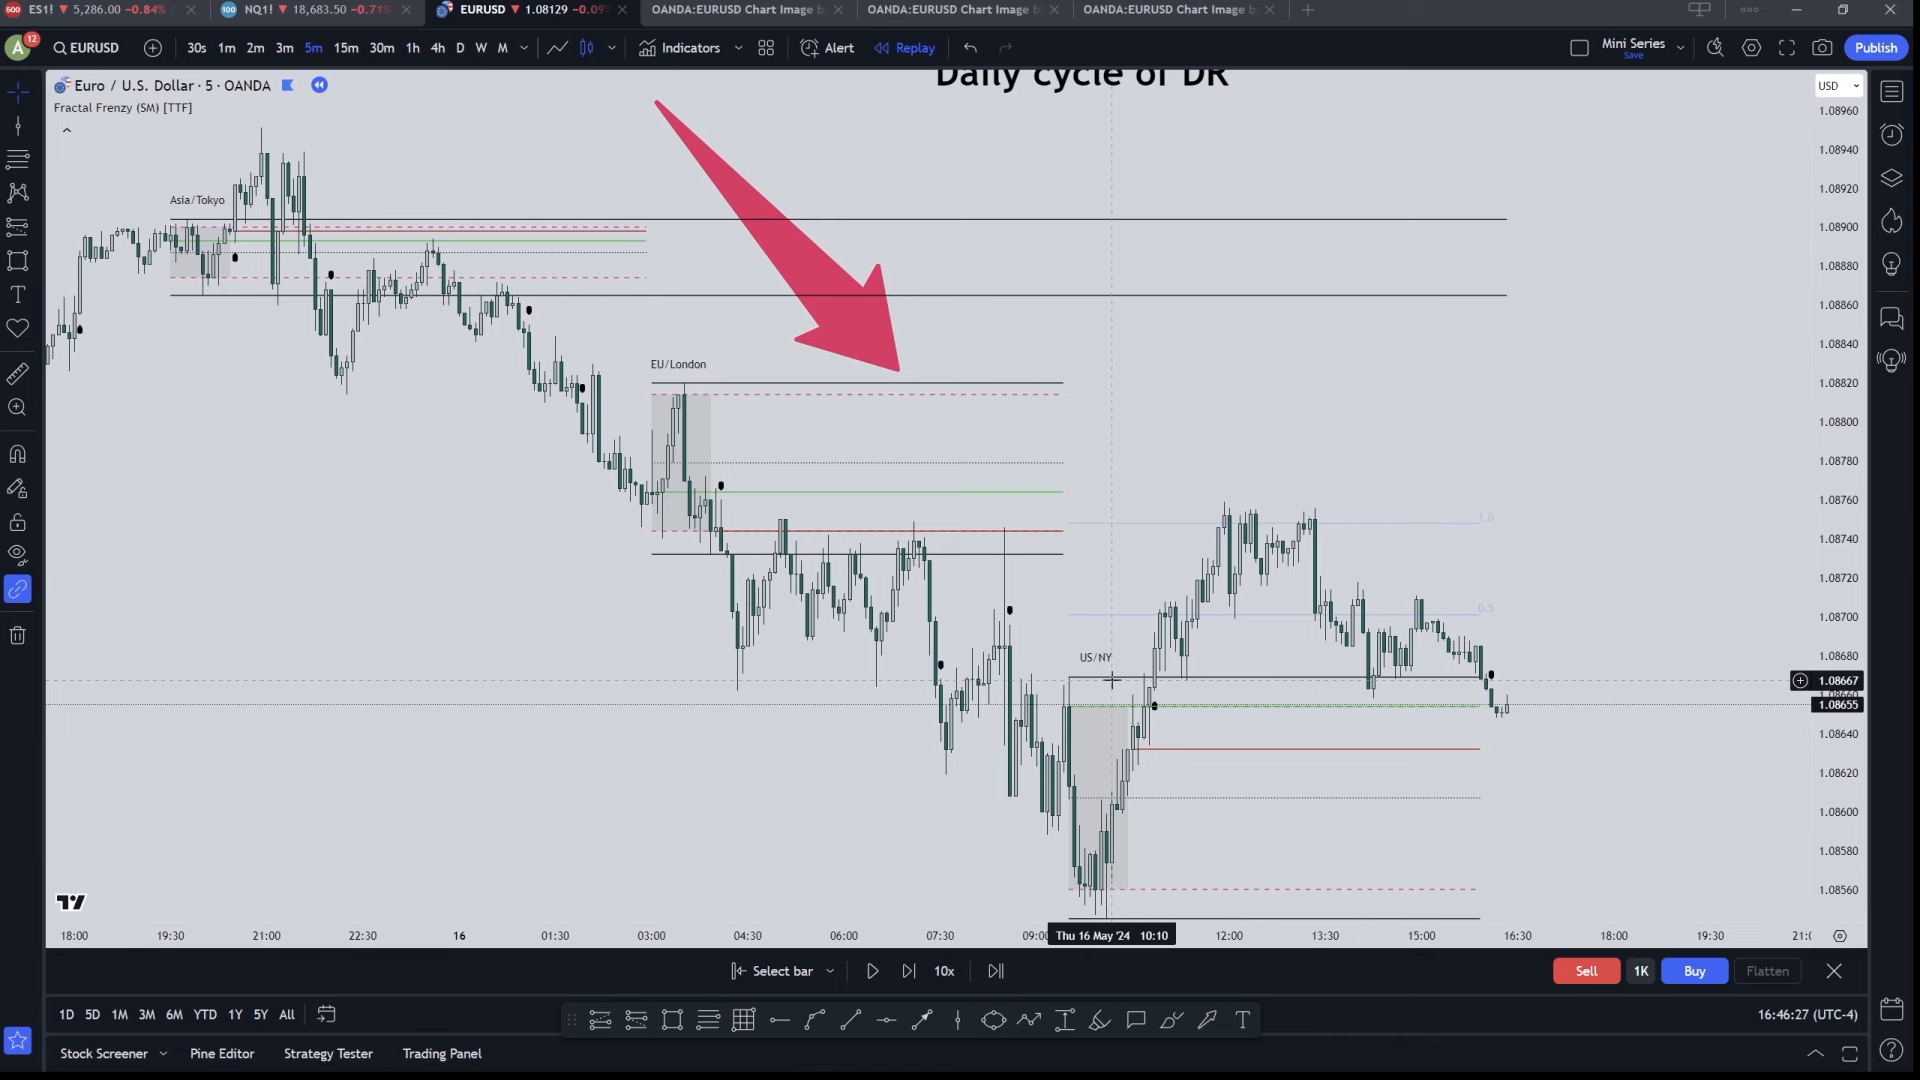 ES1! ▼ 5,286.00 −0.84%
NQ1! ▼ 18,683.50 −0.71%
EURUSD ▼ 1.08129 −0.09%
OANDA:EURUSD Chart Image b
OANDA:EURUSD Chart Image b
OANDA:EURUSD Chart Image b
A 12
EURUSD
30s 1m 2m 3m 5m 15m 30m 1h 4h D W M
Indicators
Alert
Replay
Mini Series
Save
Publish
Euro / U.S. Dollar · 5 · OANDA
Fractal Frenzy (SM) [TTF]
Daily cycle of DR
USD
1.08960
1.08940
1.08920
1.08900
1.08880
1.08860
1.08840
1.08820
1.08800
1.08780
1.08760
1.08740
1.08720
1.08700
1.08680
1.08667
1.08660
1.08655
1.08640
1.08620
1.08600
1.08580
1.08560
Asia/Tokyo
EU/London
US/NY
1.0
0.5
18:00 19:30 21:00 22:30 16 01:30 03:00 04:30 06:00 07:30 09:00 Thu 16 May '24 10:10 12:00 13:30 15:00 16:30 18:00 19:30
Select bar
10x
Sell
1K
Buy
Flatten
1D 5D 1M 3M 6M YTD 1Y 5Y All
16:46:27 (UTC-4)
Stock Screener
Pine Editor
Strategy Tester
Trading Panel